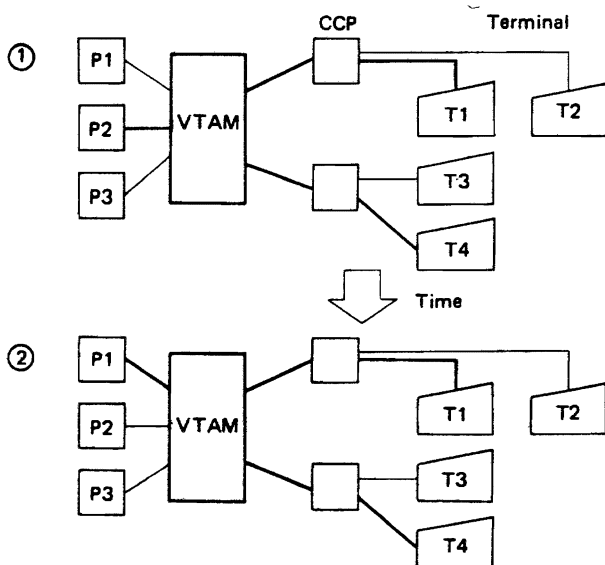 CCP Terminal
① P1
VTAM
P2
P3
T1 T2
T3
T4
Time
② P1
VTAM
P2
P3
T1 T2
T3
T4